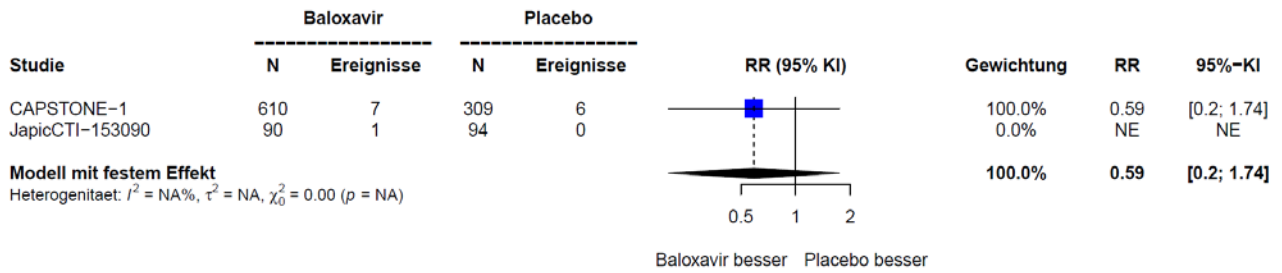 Baloxavir Placebo
Studie N Ereignisse N Ereignisse RR (95% KI) Gewichtung RR 95%−KI
CAPSTONE−1 610 7 309 6 100.0% 0.59 [0.2; 1.74]
JapicCTI−153090 90 1 94 0 0.0% NE NE
Modell mit festem Effekt 100.0% 0.59 [0.2; 1.74]
Heterogenitaet: I² = NA%, τ² = NA, χ²₀ = 0.00 (p = NA)
0.5 1 2
Baloxavir besser Placebo besser